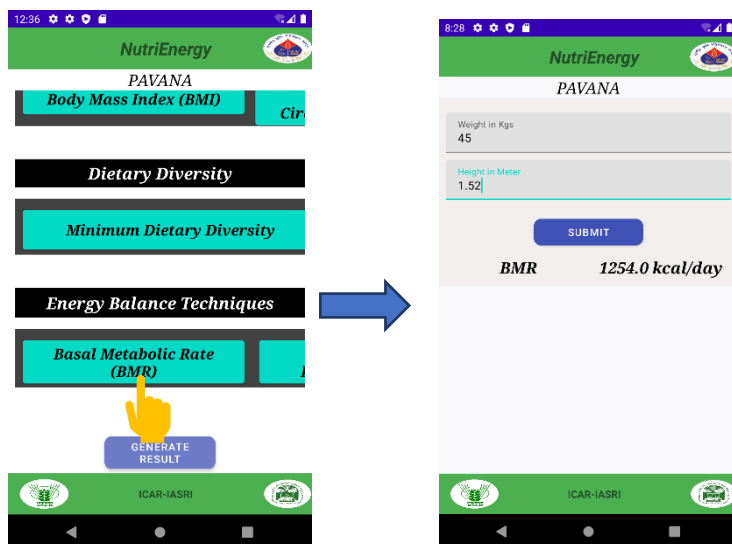 12:36
NutriEnergy
PAVANA
Body Mass Index (BMI)
Cir
Dietary Diversity
Minimum Dietary Diversity
Energy Balance Techniques
Basal Metabolic Rate
(BMR)
GENERATE
RESULT
ICAR-IASRI
8:28
NutriEnergy
PAVANA
Weight in Kgs
45
Height in Meter
1.52
SUBMIT
BMR 1254.0 kcal/day
ICAR-IASRI